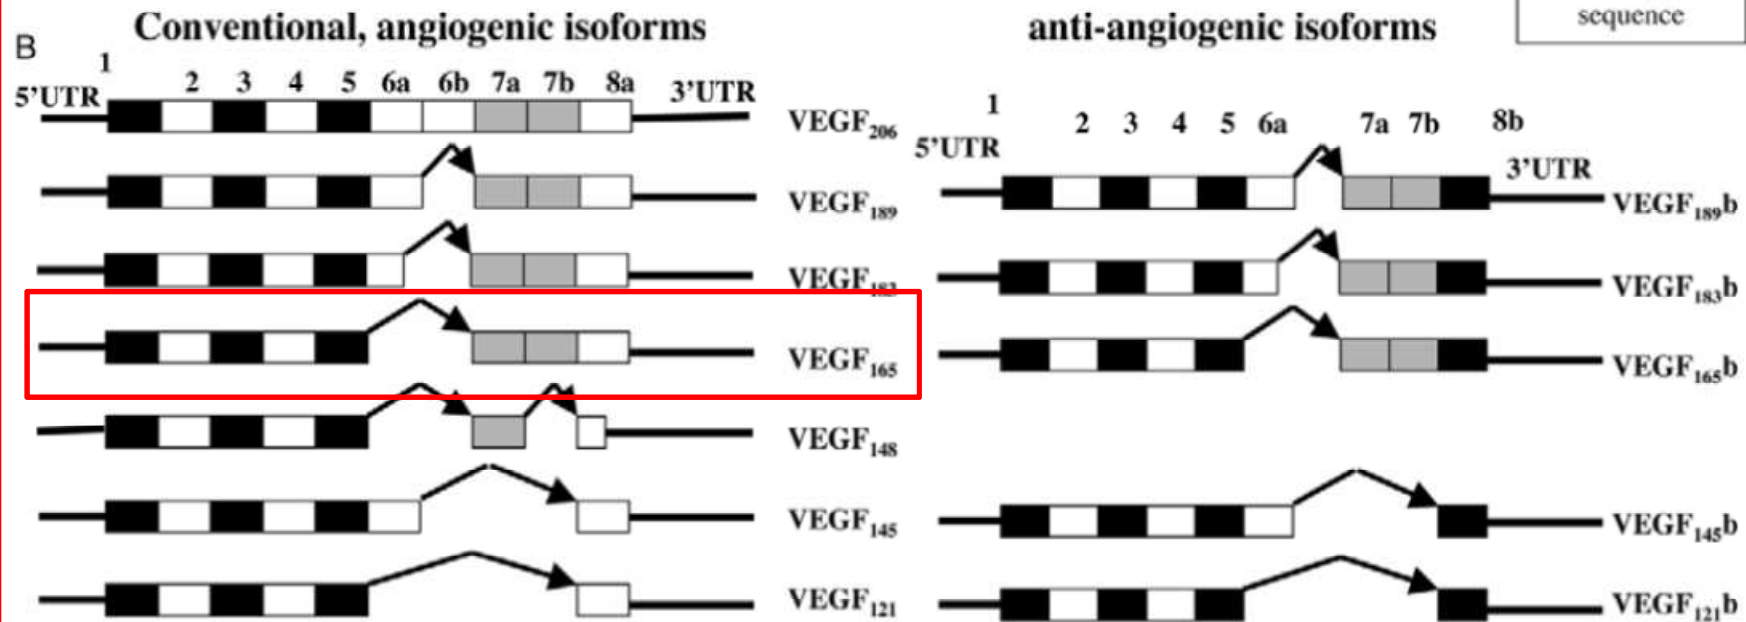 Conventional, angiogenic isoforms
anti-angiogenic isoforms
sequence
B
1
2 3 4 5 6a 6b 7a 7b 8a
5'UTR
3'UTR
VEGF206
VEGF189
VEGF183
VEGF165
VEGF148
VEGF145
VEGF121
1
2 3 4 5 6a 7a 7b 8b
5'UTR
3'UTR
VEGF189b
VEGF183b
VEGF165b
VEGF145b
VEGF121b